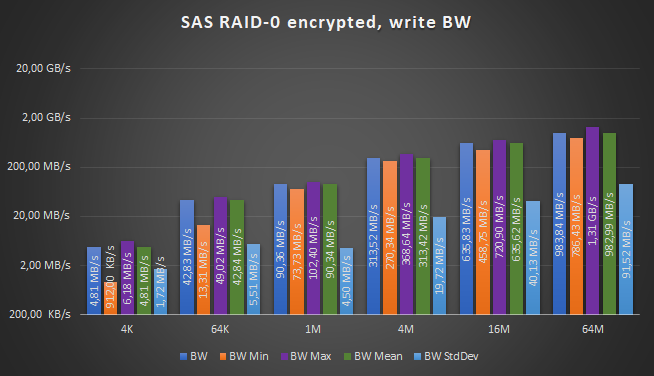 SAS RAID-0 encrypted, write BW
20,00 GB/s
2,00 GB/s
200,00 MB/s
20,00 MB/s
2,00 MB/s
200,00 KB/s
4,81 MB/s
912,00 KB/s
6,18 MB/s
4,81 MB/s
1,72 MB/s
42,83 MB/s
13,31 MB/s
49,02 MB/s
42,84 MB/s
5,51 MB/s
90,36 MB/s
73,73 MB/s
102,40 MB/s
90,34 MB/s
4,50 MB/s
313,52 MB/s
270,34 MB/s
368,64 MB/s
313,42 MB/s
19,72 MB/s
635,83 MB/s
458,75 MB/s
720,90 MB/s
635,62 MB/s
40,13 MB/s
983,84 MB/s
786,43 MB/s
1,31 GB/s
982,99 MB/s
91,52 MB/s
4K 64K 1M 4M 16M 64M
BW BW Min BW Max BW Mean BW StdDev